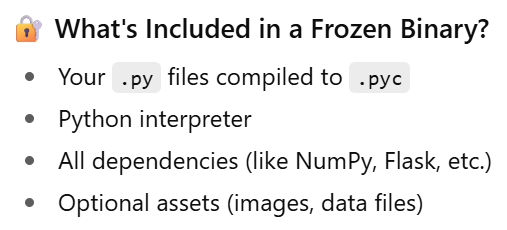 🔐 What's Included in a Frozen Binary?
• Your .py files compiled to .pyc
• Python interpreter
• All dependencies (like NumPy, Flask, etc.)
• Optional assets (images, data files)